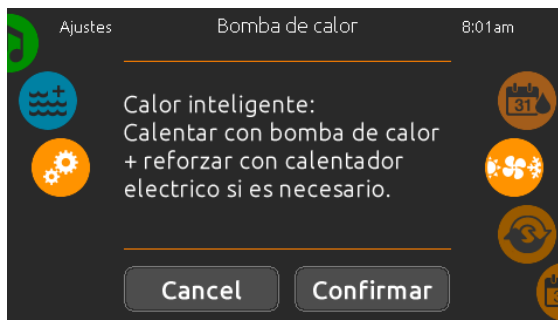 Ajustes
Bomba de calor
8:01am
31
Calor inteligente:
Calentar con bomba de calor
+ reforzar con calentador
electrico si es necesario.
S
Cancel
Confirmar